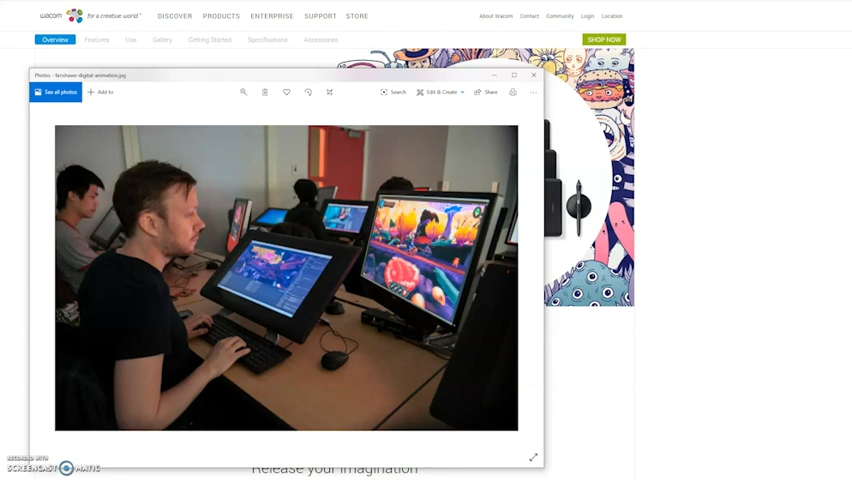 wacom for a creative world™ DISCOVER PRODUCTS ENTERPRISE SUPPORT STORE About Wacom Contact Community Login Location
Overview Features Use Gallery Getting Started Specifications Accessories SHOP NOW
Photos - fanshawe-digital-animation.jpg
See all photos + Add to Search Edit & Create Share ...
RECORDED WITH
SCREENCAST MATIC
Release your imagination